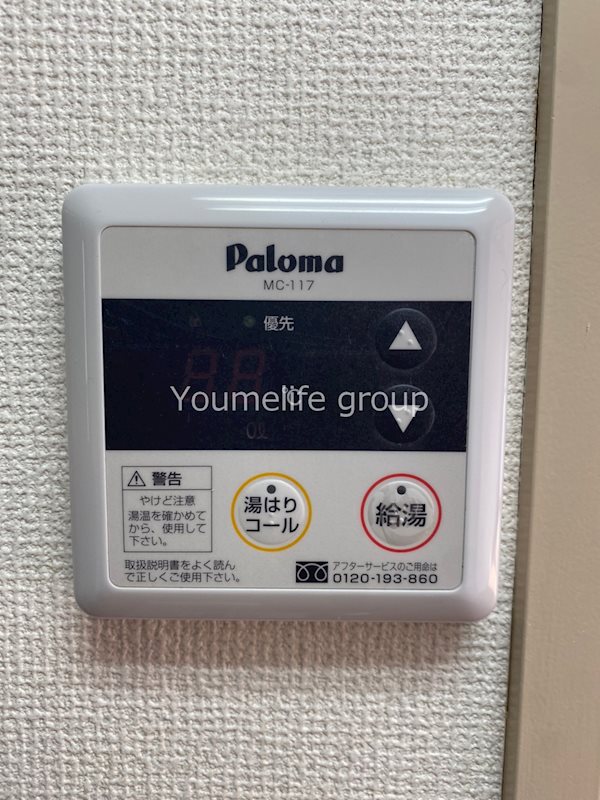 Paloma
MC-117
優先
℃
Youmelife group
⚠ 警告
やけど注意
湯温を確かめて
から、使用して
下さい。
湯はり
コール
給湯
取扱説明書をよく読ん
で正しくご使用下さい。
アフターサービスのご用命は
0120-193-860